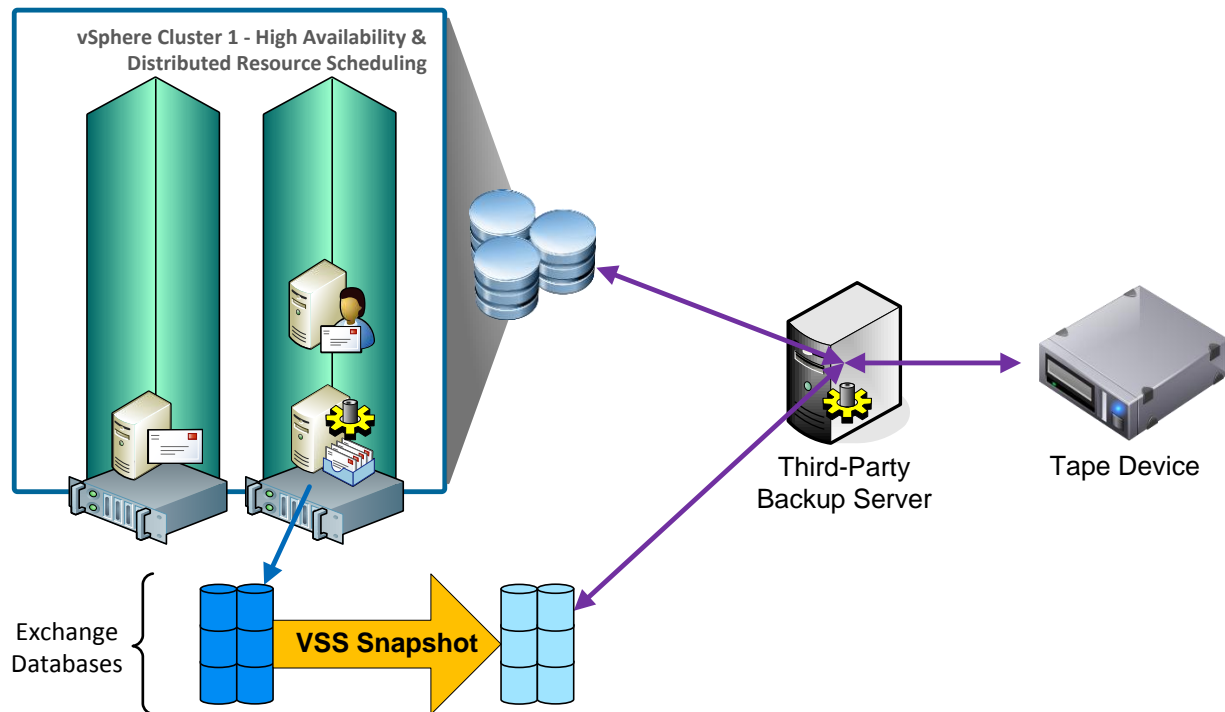 vSphere Cluster 1 - High Availability &
Distributed Resource Scheduling
Third-Party
Backup Server
Tape Device
Exchange
Databases
VSS Snapshot